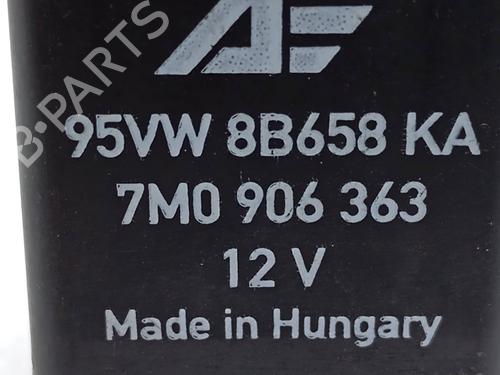 B-PARTS
95VW 8B658 KA
7M0 906 363
12 V
Made in Hungary